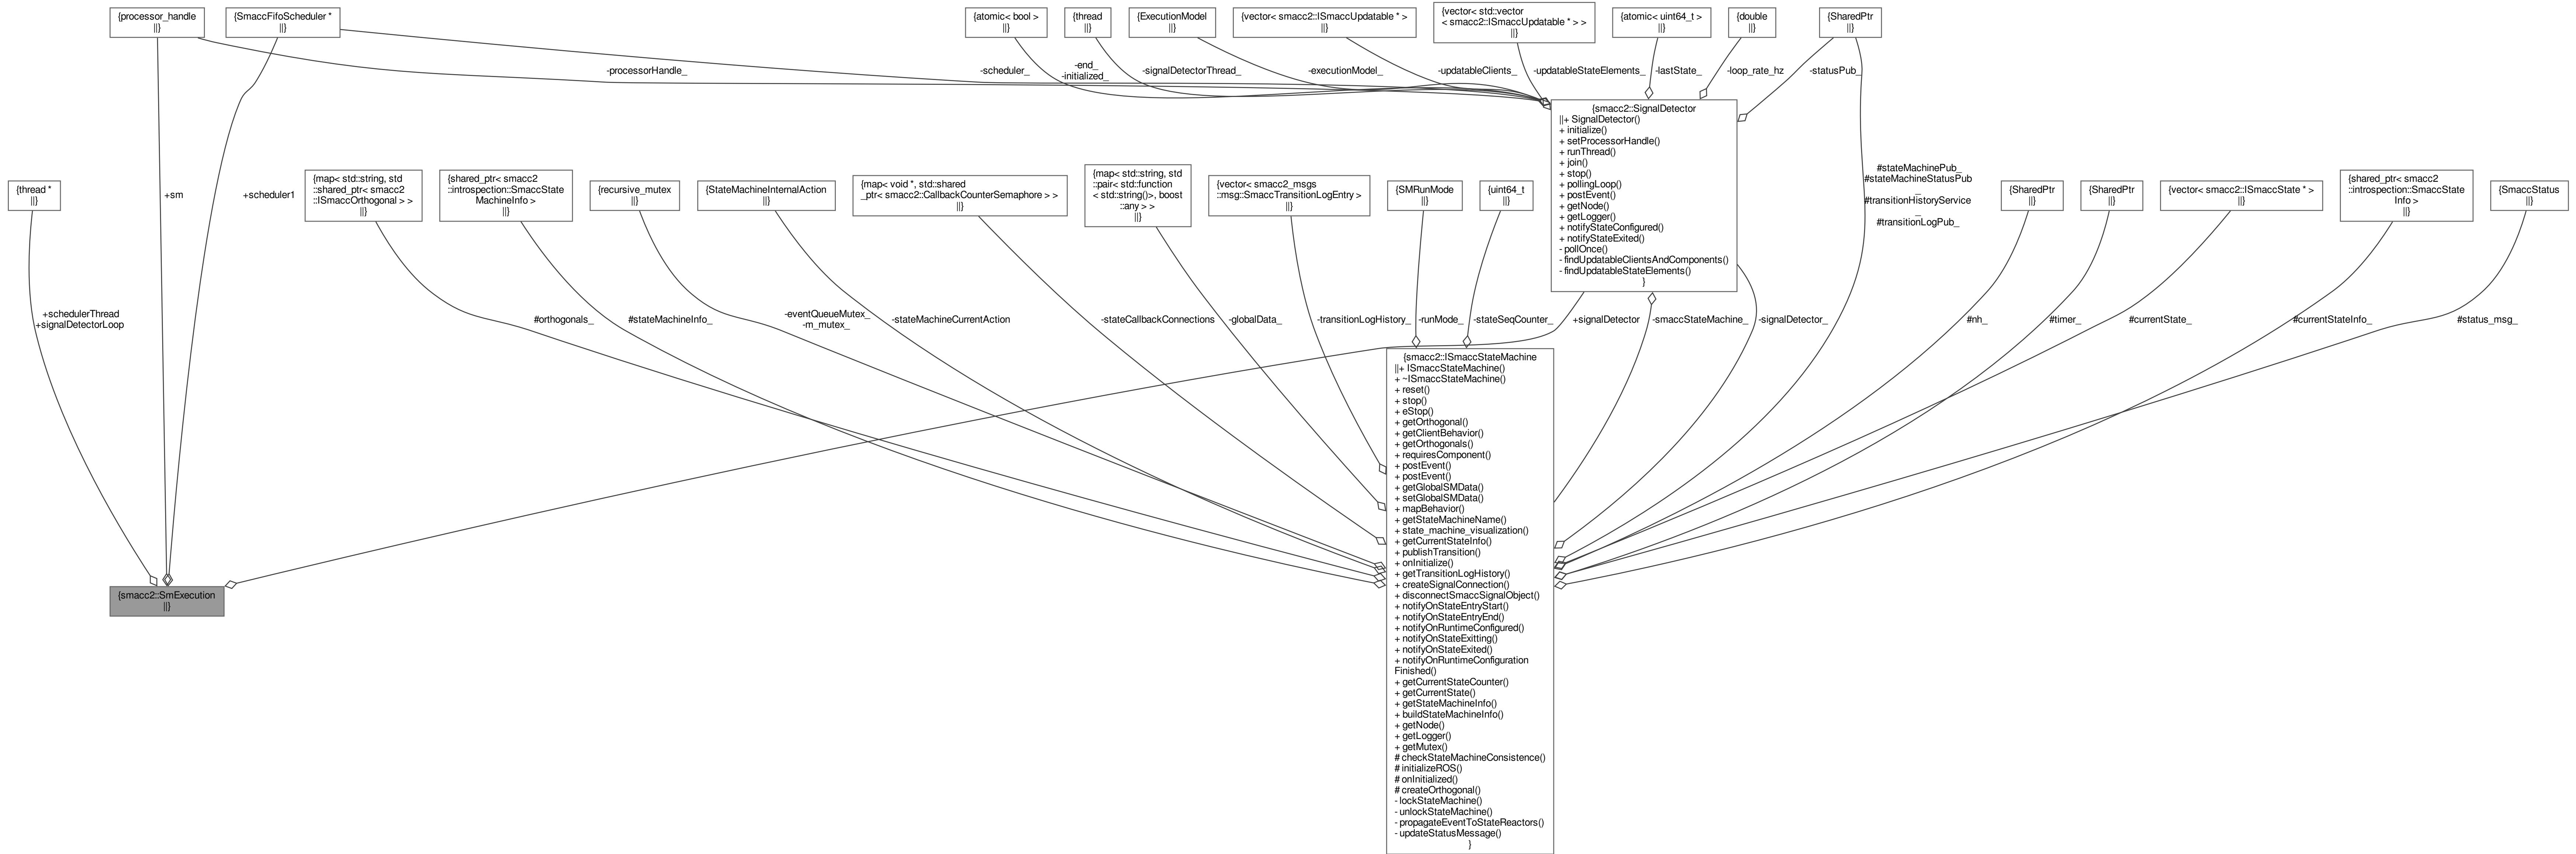 {processor_handle
||}
{SmaccFifoScheduler *
||}
{atomic< bool >
||}
{thread
||}
{ExecutionModel
||}
{vector< smacc2::ISmaccUpdatable * >
||}
{vector< std::vector
< smacc2::ISmaccUpdatable * > >
||}
{atomic< uint64_t >
||}
{double
||}
{SharedPtr
||}
-processorHandle_
-scheduler_
-end_
-initialized_
-signalDetectorThread_
-executionModel_
-updatableClients_
-updatableStateElements_
-lastState_
-loop_rate_hz
-statusPub_
{smacc2::SignalDetector
||+ SignalDetector()
+ initialize()
+ setProcessorHandle()
+ runThread()
+ join()
+ stop()
+ pollingLoop()
+ postEvent()
+ getNode()
+ getLogger()
+ notifyStateConfigured()
+ notifyStateExited()
- pollOnce()
- findUpdatableClientsAndComponents()
- findUpdatableStateElements()
}
{thread *
||}
+sm
+scheduler1
{map< std::string, std
::shared_ptr< smacc2
::ISmaccOrthogonal > >
||}
{shared_ptr< smacc2
::introspection::SmaccState
MachineInfo >
||}
{recursive_mutex
||}
{StateMachineInternalAction
||}
{map< void *, std::shared
_ptr< smacc2::CallbackCounterSemaphore > >
||}
{map< std::string, std
::pair< std::function
< std::string()>, boost
::any > >
||}
{vector< smacc2_msgs
::msg::SmaccTransitionLogEntry >
||}
{SMRunMode
||}
{uint64_t
||}
#stateMachinePub_
#stateMachineStatusPub
_
#transitionHistoryService
_
#transitionLogPub_
{SharedPtr
||}
{SharedPtr
||}
{vector< smacc2::ISmaccState * >
||}
{shared_ptr< smacc2
::introspection::SmaccState
Info >
||}
{SmaccStatus
||}
+schedulerThread
+signalDetectorLoop
#orthogonals_
#stateMachineInfo_
-eventQueueMutex_
-m_mutex_
-stateMachineCurrentAction
-stateCallbackConnections
-globalData_
-transitionLogHistory_
-runMode_
-stateSeqCounter_
+signalDetector
-smaccStateMachine_
-signalDetector_
#nh_
#timer_
#currentState_
#currentStateInfo_
#status_msg_
{smacc2::ISmaccStateMachine
||+ ISmaccStateMachine()
+ ~ISmaccStateMachine()
+ reset()
+ stop()
+ eStop()
+ getOrthogonal()
+ getClientBehavior()
+ getOrthogonals()
+ requiresComponent()
+ postEvent()
+ postEvent()
+ getGlobalSMData()
+ setGlobalSMData()
+ mapBehavior()
+ getStateMachineName()
+ state_machine_visualization()
+ getCurrentStateInfo()
+ publishTransition()
+ onInitialize()
+ getTransitionLogHistory()
+ createSignalConnection()
+ disconnectSmaccSignalObject()
+ notifyOnStateEntryStart()
+ notifyOnStateEntryEnd()
+ notifyOnRuntimeConfigured()
+ notifyOnStateExitting()
+ notifyOnStateExited()
+ notifyOnRuntimeConfiguration
Finished()
+ getCurrentStateCounter()
+ getCurrentState()
+ getStateMachineInfo()
+ buildStateMachineInfo()
+ getNode()
+ getLogger()
+ getMutex()
# checkStateMachineConsistence()
# initializeROS()
# onInitialized()
# createOrthogonal()
- lockStateMachine()
- unlockStateMachine()
- propagateEventToStateReactors()
- updateStatusMessage()
}
{smacc2::SmExecution
||}